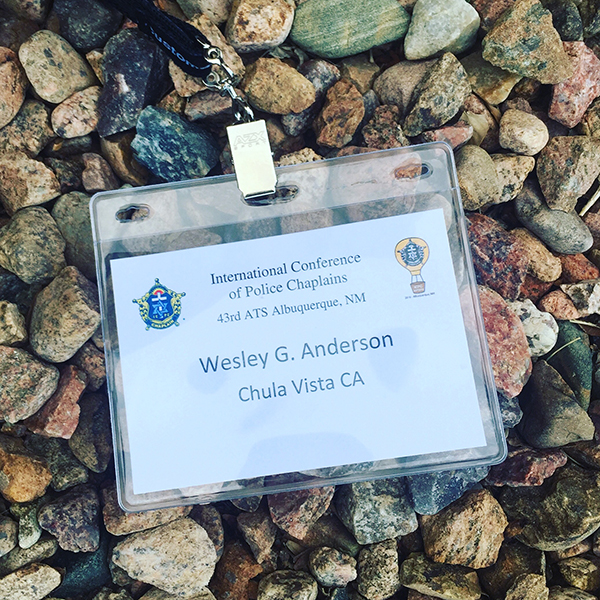 International Conference
of Police Chaplains
43rd ATS Albuquerque, NM
Wesley G. Anderson
Chula Vista CA